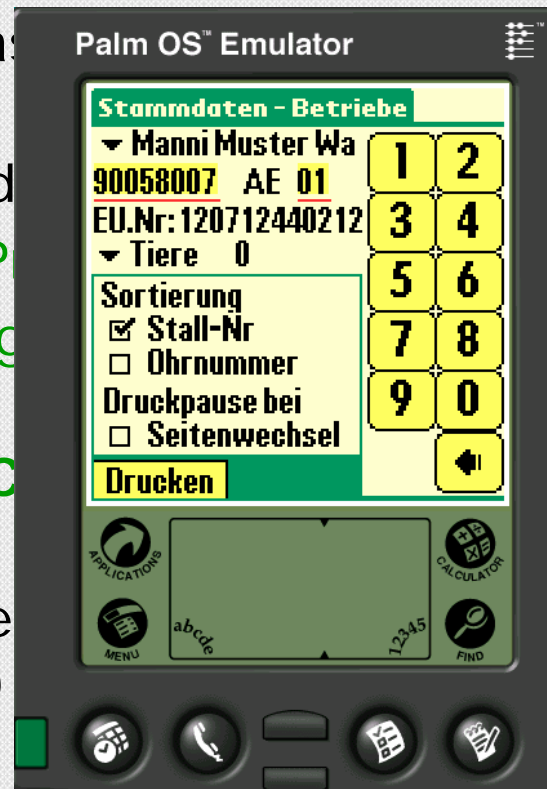 Palm OS™ Emulator
Stammdaten - Betriebe
Manni Muster Wa
90058007 AE 01
EU.Nr: 120712440212
Tiere 0
Sortierung
Stall-Nr
Ohrnummer
Druckpause bei
Seitenwechsel
Drucken
1 2
3 4
5 6
7 8
9 0
APPLICATIONS
CALCULATOR
MENU
abcde
12345
FIND